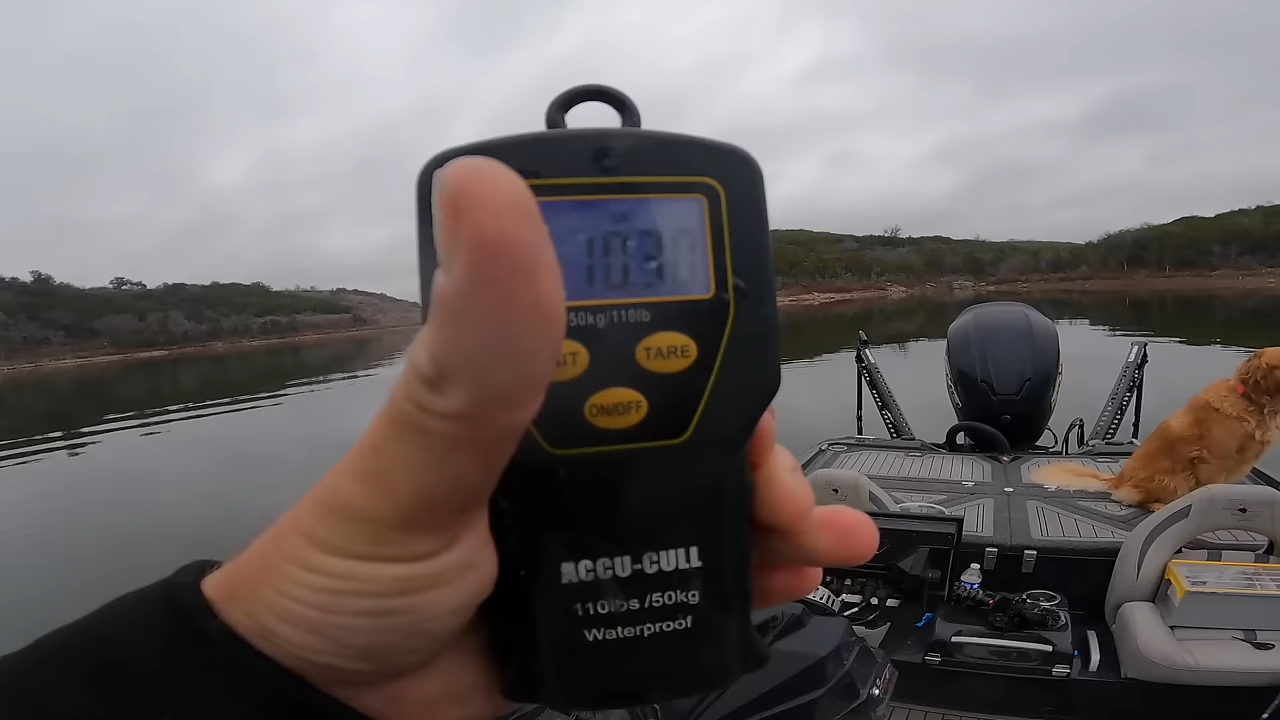 50kg/110lb
TARE
ON/OFF
ACCU-CULL
110lbs /50kg
Waterproof